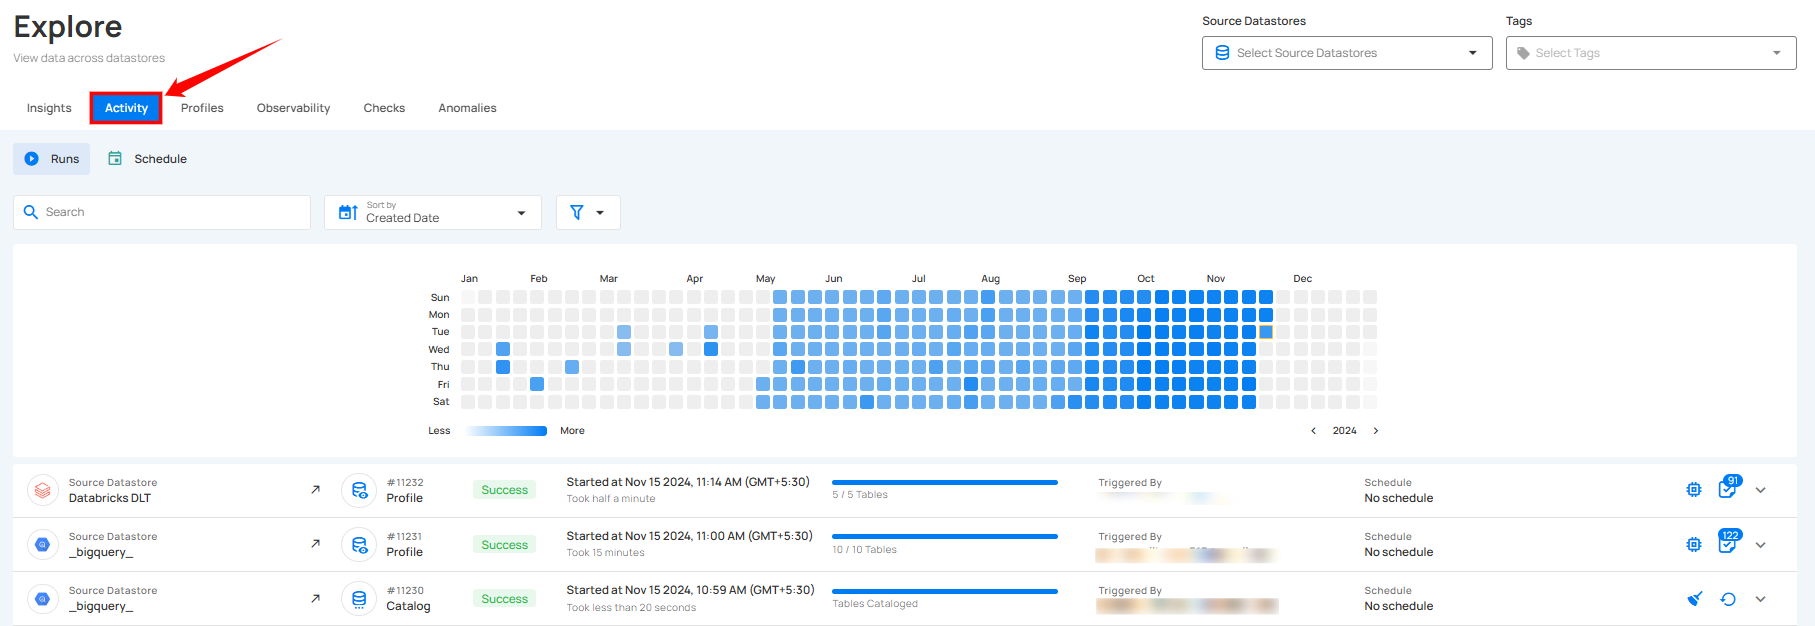 Explore
View data across datastores
Source Datastores
Select Source Datastores
Tags
Select Tags
Insights
Activity
Profiles
Observability
Checks
Anomalies
Runs
Schedule
Search
Sort by
Created Date
Jan Feb Mar Apr May Jun Jul Aug Sep Oct Nov Dec
Sun
Mon
Tue
Wed
Thu
Fri
Sat
Less
More
2024
Source Datastore
Databricks DLT
#11232
Profile
Success
Started at Nov 15 2024, 11:14 AM (GMT+5:30)
Took half a minute
5 / 5 Tables
Triggered By
Schedule
No schedule
91
Source Datastore
_bigquery_
#11231
Profile
Success
Started at Nov 15 2024, 11:00 AM (GMT+5:30)
Took 15 minutes
10 / 10 Tables
Triggered By
Schedule
No schedule
122
Source Datastore
_bigquery_
#11230
Catalog
Success
Started at Nov 15 2024, 10:59 AM (GMT+5:30)
Took less than 20 seconds
Tables Cataloged
Triggered By
Schedule
No schedule